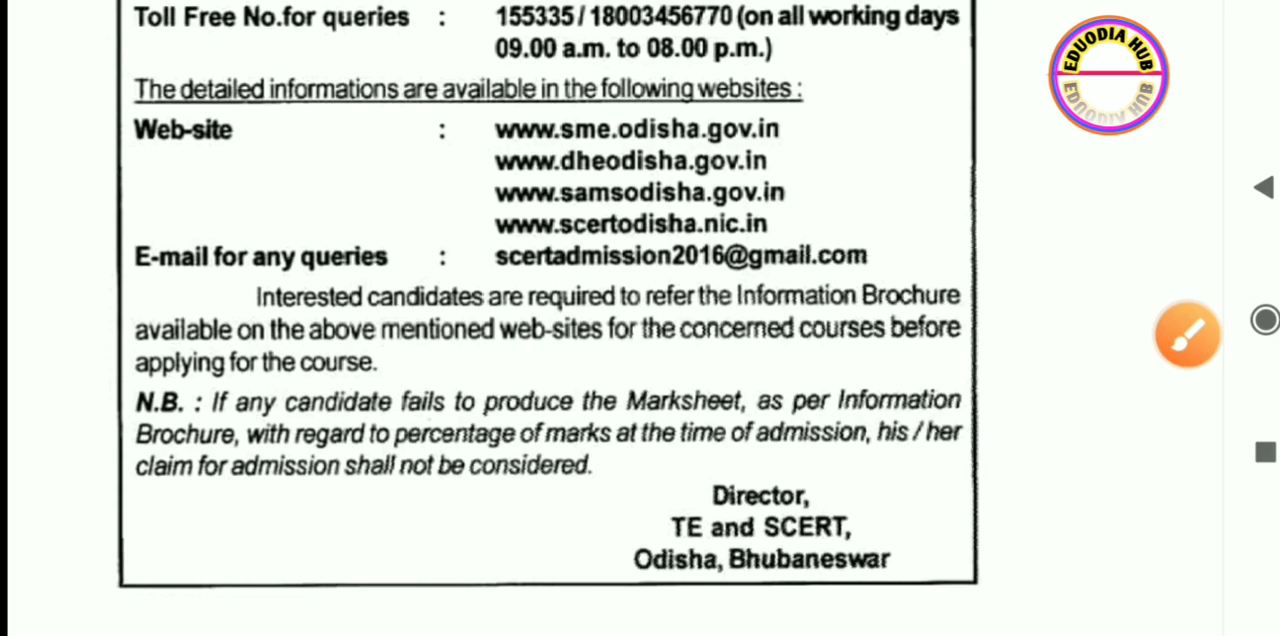 Toll Free No.for queries : 155335 / 18003456770 (on all working days
09.00 a.m. to 08.00 p.m.)
The detailed informations are available in the following websites :
Web-site : www.sme.odisha.gov.in
www.dheodisha.gov.in
www.samsodisha.gov.in
www.scertodisha.nic.in
E-mail for any queries : scertadmission2016@gmail.com
Interested candidates are required to refer the Information Brochure
available on the above mentioned web-sites for the concerned courses before
applying for the course.
N.B. : If any candidate fails to produce the Marksheet, as per Information
Brochure, with regard to percentage of marks at the time of admission, his / her
claim for admission shall not be considered.
Director,
TE and SCERT,
Odisha, Bhubaneswar
EDUODIA HUB
EDUODIA HUB